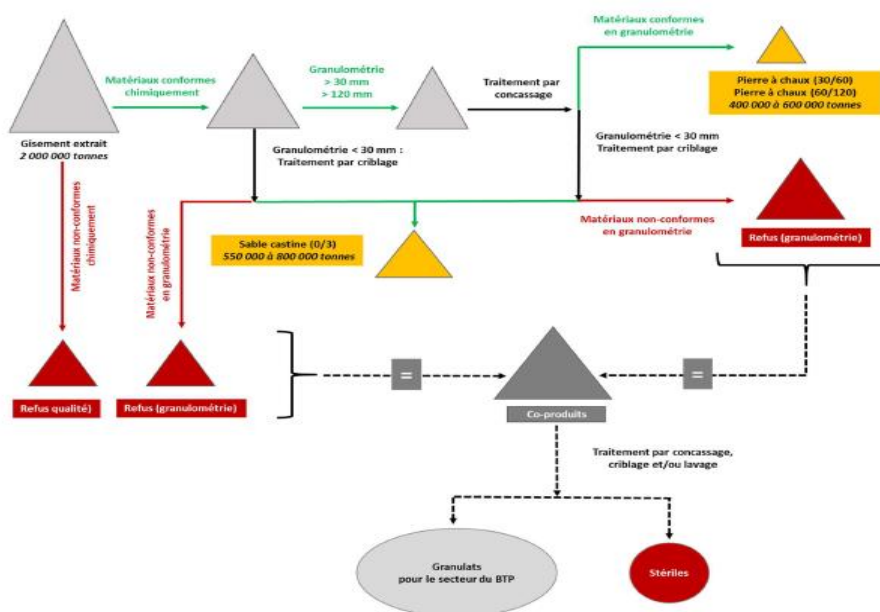 Matériaux conformes
en granulométrie
Matériaux conformes
chimiquement
Granulométrie
> 30 mm
> 120 mm
Traitement par
concassage
Pierre à chaux (30/60)
Pierre à chaux (60/120)
400 000 à 600 000 tonnes
Gisement extrait
2 000 000 tonnes
Granulométrie < 30 mm :
Traitement par criblage
Granulométrie < 30 mm
Traitement par criblage
Matériaux non-conformes
chimiquement
Matériaux non-conformes
en granulométrie
Sable castine (0/3)
550 000 à 800 000 tonnes
Matériaux non-conformes
en granulométrie
Refus (granulométrie)
Refus qualité)
Refus (granulométrie)
=
=
Co-produits
Traitement par concassage,
criblage et/ou lavage
Granulats
pour le secteur du BTP
Stériles